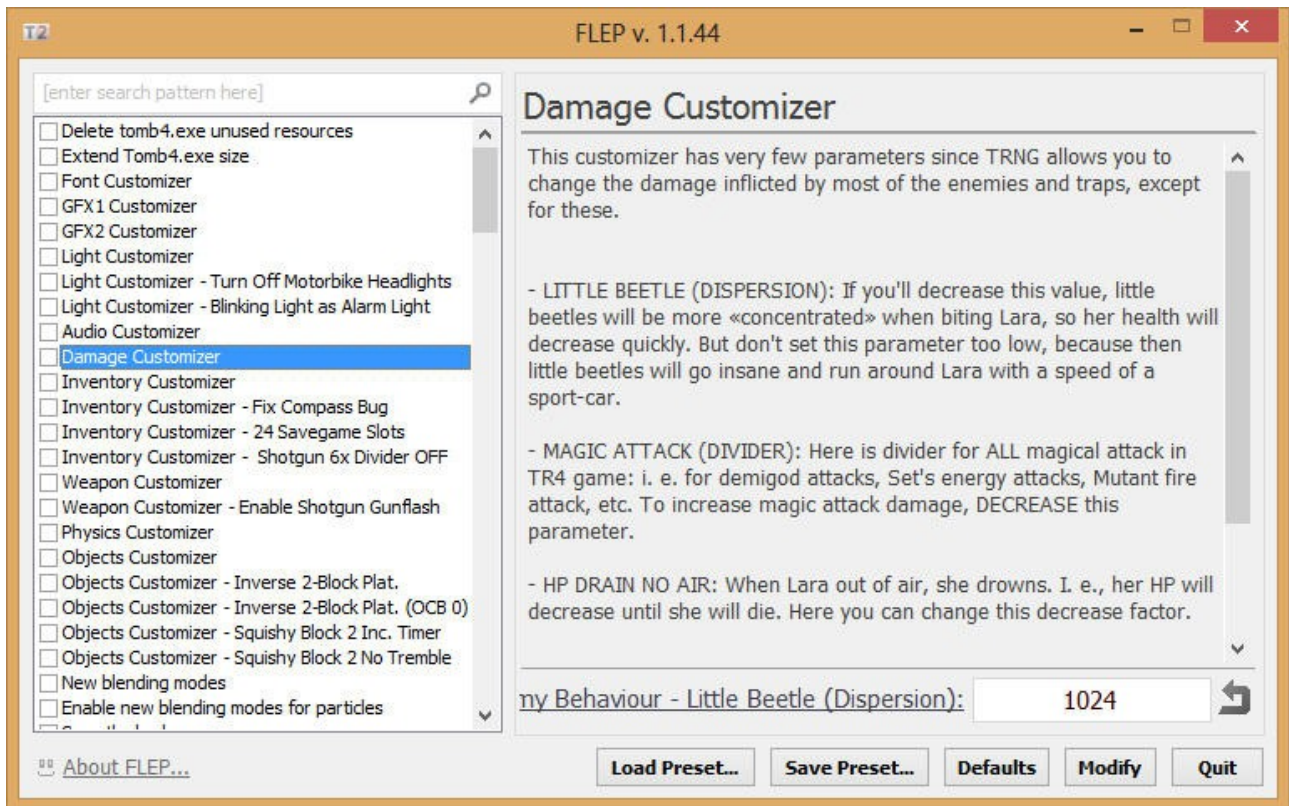 T2
FLEP v. 1.1.44
[enter search pattern here]
Delete tomb4.exe unused resources
Extend Tomb4.exe size
Font Customizer
GFX1 Customizer
GFX2 Customizer
Light Customizer
Light Customizer - Turn Off Motorbike Headlights
Light Customizer - Blinking Light as Alarm Light
Audio Customizer
Damage Customizer
Inventory Customizer
Inventory Customizer - Fix Compass Bug
Inventory Customizer - 24 Savegame Slots
Inventory Customizer -  Shotgun 6x Divider OFF
Weapon Customizer
Weapon Customizer - Enable Shotgun Gunflash
Physics Customizer
Objects Customizer
Objects Customizer - Inverse 2-Block Plat.
Objects Customizer - Inverse 2-Block Plat. (OCB 0)
Objects Customizer - Squishy Block 2 Inc. Timer
Objects Customizer - Squishy Block 2 No Tremble
New blending modes
Enable new blending modes for particles
Damage Customizer
This customizer has very few parameters since TRNG allows you to
change the damage inflicted by most of the enemies and traps, except
for these.
- LITTLE BEETLE (DISPERSION): If you'll decrease this value, little
beetles will be more «concentrated» when biting Lara, so her health will
decrease quickly. But don't set this parameter too low, because then
little beetles will go insane and run around Lara with a speed of a
sport-car.
- MAGIC ATTACK (DIVIDER): Here is divider for ALL magical attack in
TR4 game: i. e. for demigod attacks, Set's energy attacks, Mutant fire
attack, etc. To increase magic attack damage, DECREASE this
parameter.
- HP DRAIN NO AIR: When Lara out of air, she drowns. I. e., her HP will
decrease until she will die. Here you can change this decrease factor.
my Behaviour - Little Beetle (Dispersion): 1024
About FLEP...
Load Preset...
Save Preset...
Defaults
Modify
Quit